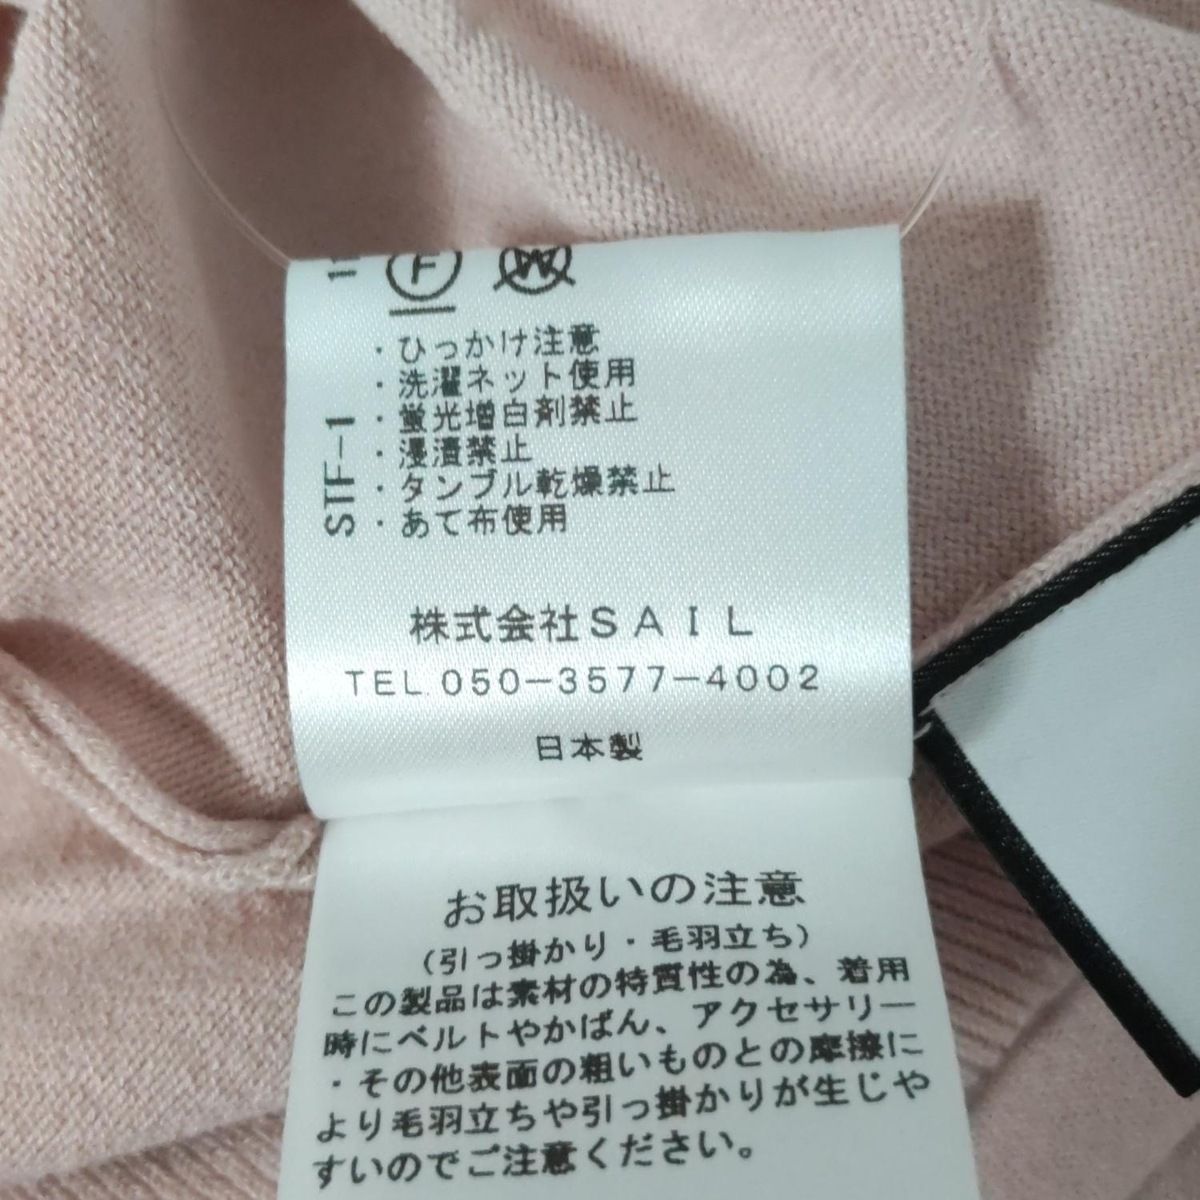 F W
・ひっかけ注意
・洗濯ネット使用
・蛍光増白剤禁止
・浸漬禁止
・タンブル乾燥禁止
・あて布使用
STF-1
株式会社SAIL
TEL 050-3577-4002
日本製
お取扱いの注意
(引っ掛かり・毛羽立ち)
この製品は素材の特質性の為、着用
時にベルトやかばん、アクセサリー
・その他表面の粗いものとの摩擦に
より毛羽立ちや引っ掛かりが生じや
すいのでご注意ください。